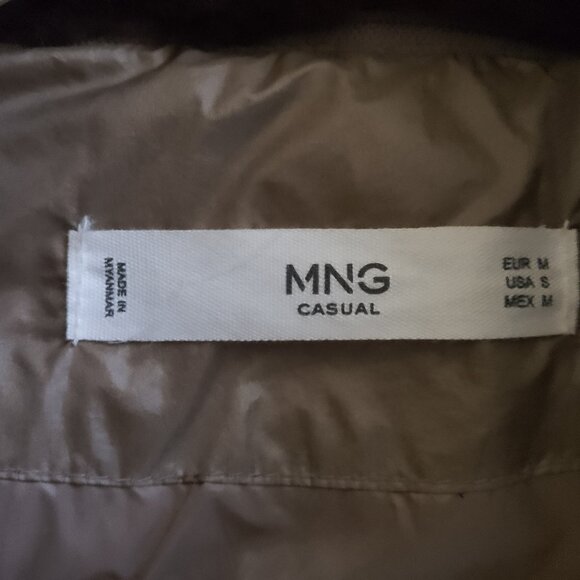 MADE IN
MYANMAR
MNG
CASUAL
EUR M
USA S
MEX M